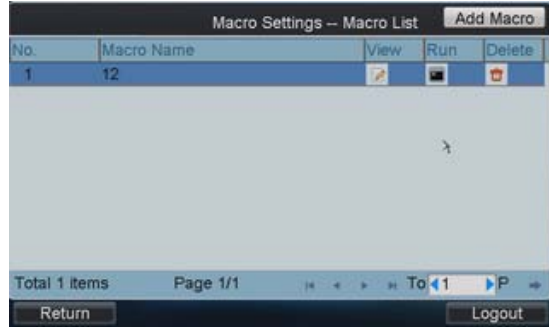 Macro Settings -- Macro List Add Macro
No. Macro Name View Run Delete
1 12
Total 1 items Page 1/1 To 1 P
Return Logout